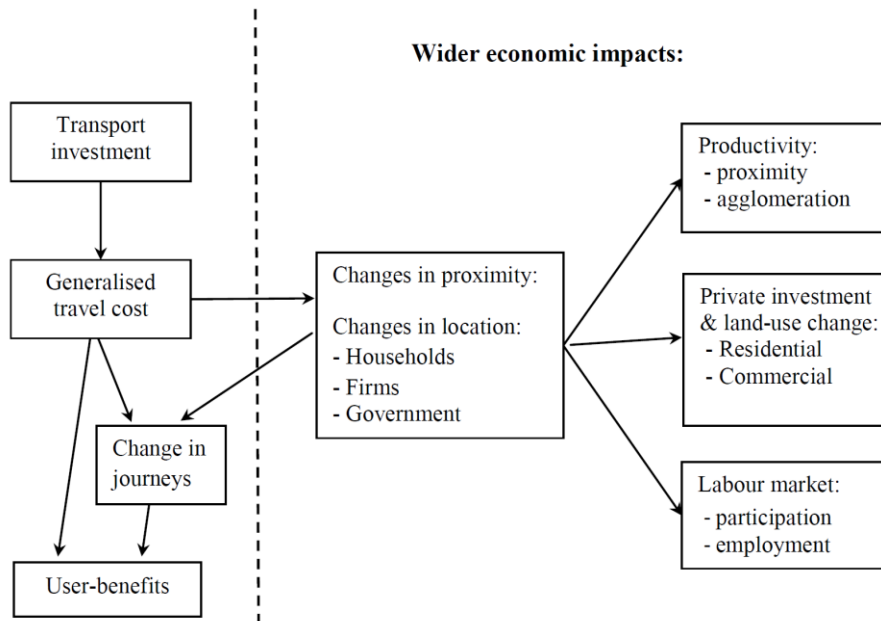 Wider economic impacts:
Transport
investment
Generalised
travel cost
Change in
journeys
User-benefits
Changes in proximity:
Changes in location:
- Households
- Firms
- Government
Productivity:
- proximity
- agglomeration
Private investment
& land-use change:
- Residential
- Commercial
Labour market:
- participation
- employment